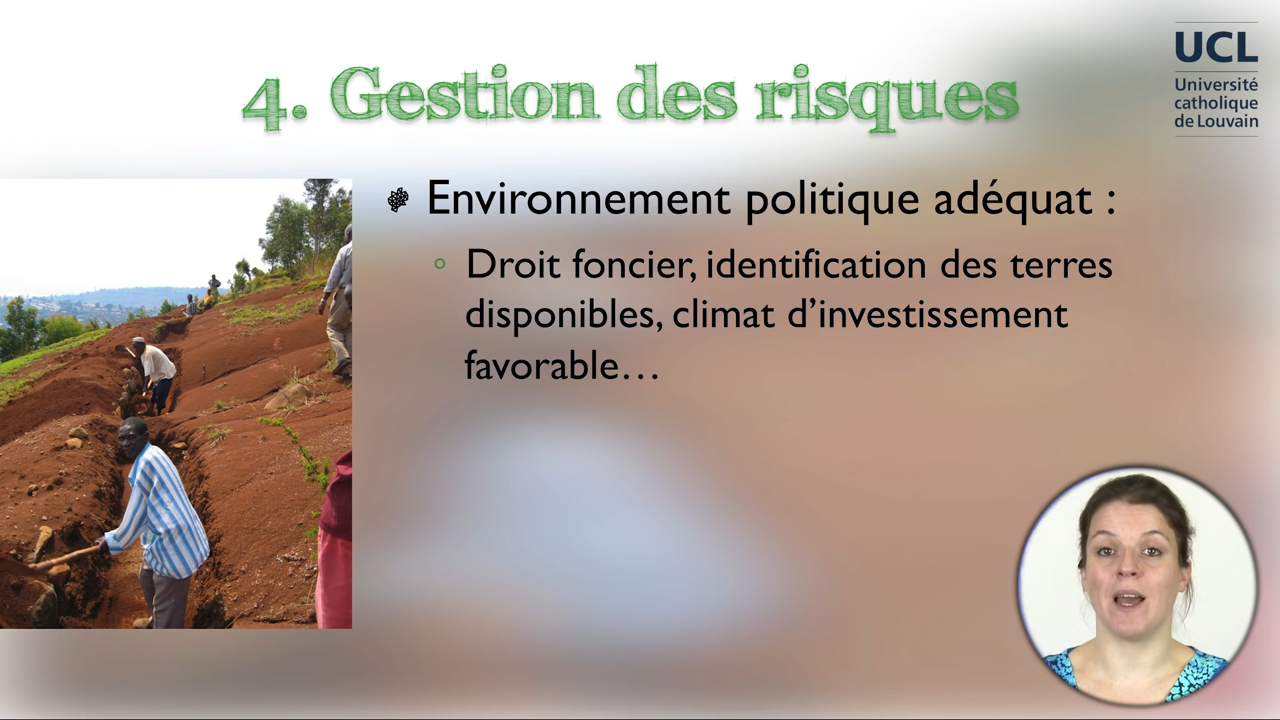 4. Gestion des risques
UCL
Université
catholique
de Louvain
Environnement politique adéquat :
Droit foncier, identification des terres
disponibles, climat d’investissement
favorable…